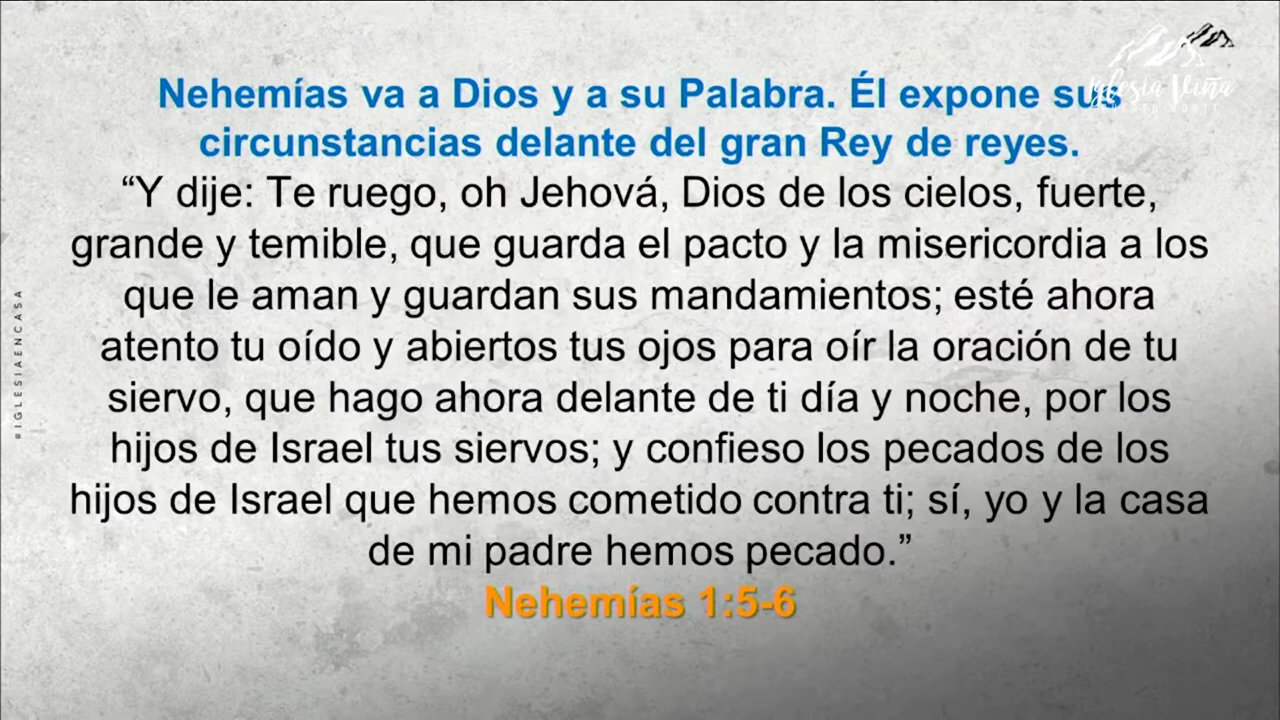 Nehemías va a Dios y a su Palabra. Él expone sus
circunstancias delante del gran Rey de reyes.
“Y dije: Te ruego, oh Jehová, Dios de los cielos, fuerte,
grande y temible, que guarda el pacto y la misericordia a los
que le aman y guardan sus mandamientos; esté ahora
atento tu oído y abiertos tus ojos para oír la oración de tu
siervo, que hago ahora delante de ti día y noche, por los
hijos de Israel tus siervos; y confieso los pecados de los
hijos de Israel que hemos cometido contra ti; sí, yo y la casa
de mi padre hemos pecado.”
Nehemías 1:5-6
Iglesia Viña
#IGLESIAENCASA